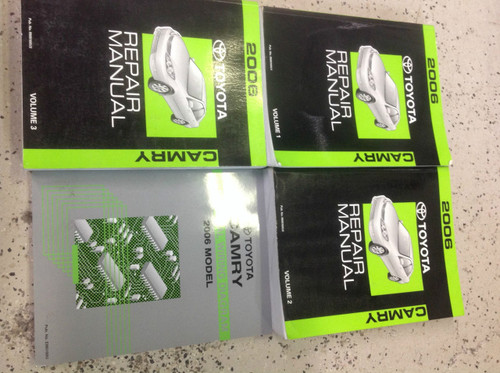 2006
TOYOTA
REPAIR
MANUAL
VOLUME 3
CAMRY
2006
TOYOTA
REPAIR
MANUAL
VOLUME 1
CAMRY
TOYOTA
CAMRY
2006 MODEL
2006
TOYOTA
REPAIR
MANUAL
VOLUME 2
CAMRY